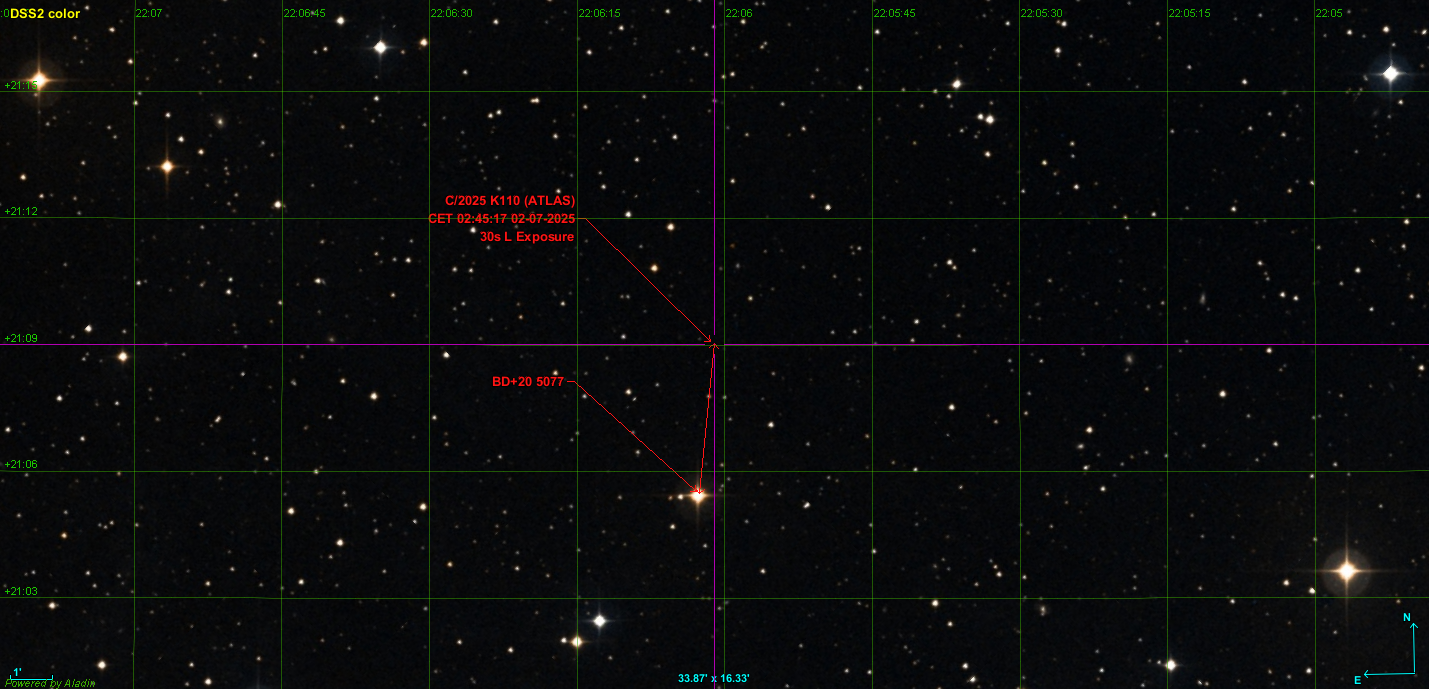 :0
DSS2 color
22:07
22:06:45
22:06:30
22:06:15
22:06
22:05:45
22:05:30
22:05:15
22:05
+21:15
C/2025 K110 (ATLAS)
+21:12
CET 02:45:17 02-07-2025
30s L Exposure
+21:09
BD+20 5077
+21:06
+21:03
N
1'
33.87' x 16.33'
E
Powered by Aladin